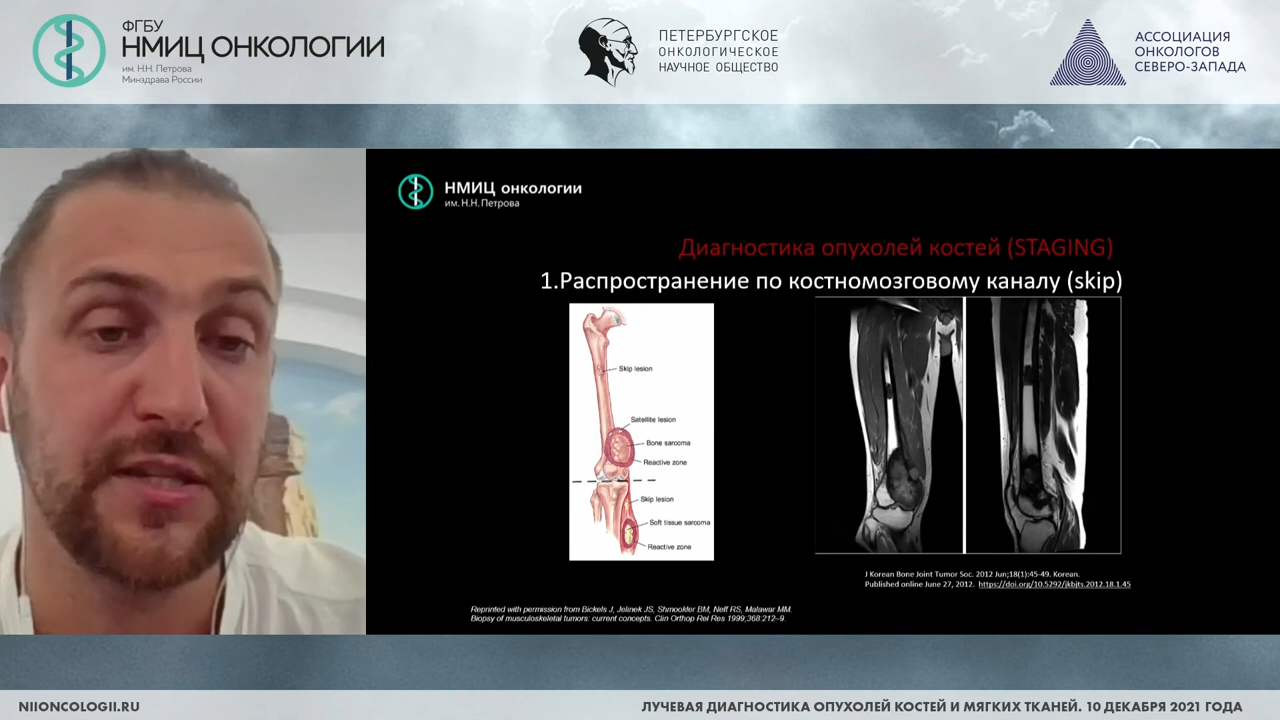 ФГБУ
НМИЦ ОНКОЛОГИИ
им. Н.Н. Петрова
Минздрава России
ПЕТЕРБУРГСКОЕ
ОНКОЛОГИЧЕСКОЕ
НАУЧНОЕ ОБЩЕСТВО
АССОЦИАЦИЯ
ОНКОЛОГОВ
СЕВЕРО-ЗАПАДА
НМИЦ онкологии
им. Н.Н.Петрова
Диагностика опухолей костей (STAGING)
1.Распространение по костномозговому каналу (skip)
Skip lesion
Satellite lesion
Bone sarcoma
Reactive zone
Skip lesion
Soft tissue sarcoma
Reactive zone
J Korean Bone Joint Tumor Soc. 2012 Jun;18(1):45-49. Korean.
Published online June 27, 2012. https://doi.org/10.5292/jkbjts.2012.18.1.45
Reprinted with permission from Bickels J, Jelinek JS, Shmookler BM, Neff RS, Malawar MM.
Biopsy of musculoskeletal tumors: current concepts. Clin Orthop Rel Res 1999;368:212–9.
NIIONCOLOGII.RU
ЛУЧЕВАЯ ДИАГНОСТИКА ОПУХОЛЕЙ КОСТЕЙ И МЯГКИХ ТКАНЕЙ. 10 ДЕКАБРЯ 2021 ГОДА